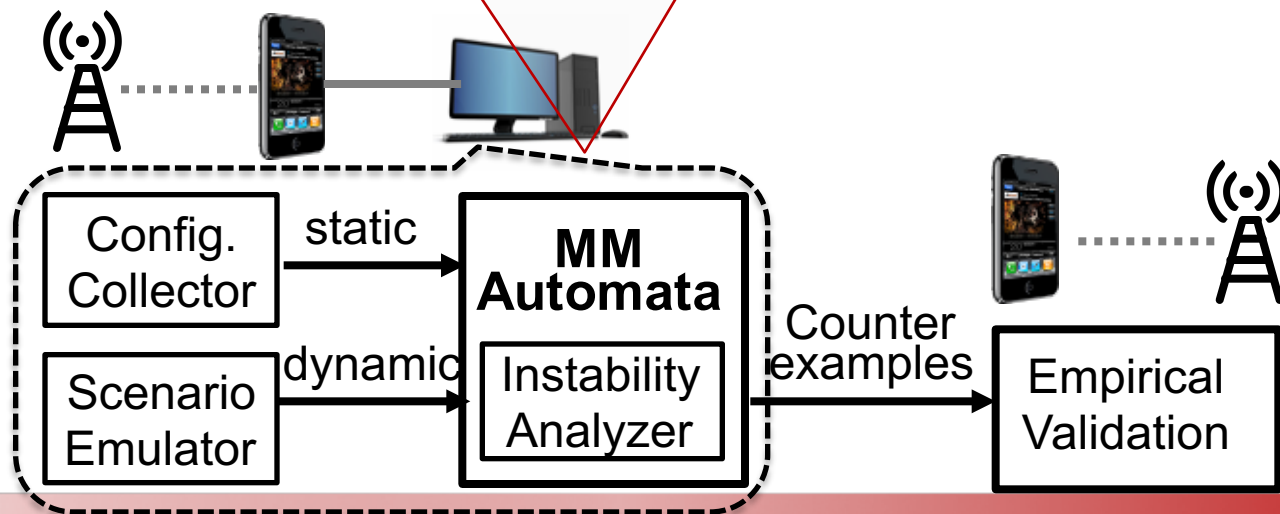 Config.
Collector
static
MM
Automata
Scenario
Emulator
dynamic
Instability
Analyzer
Counter
examples
Empirical
Validation